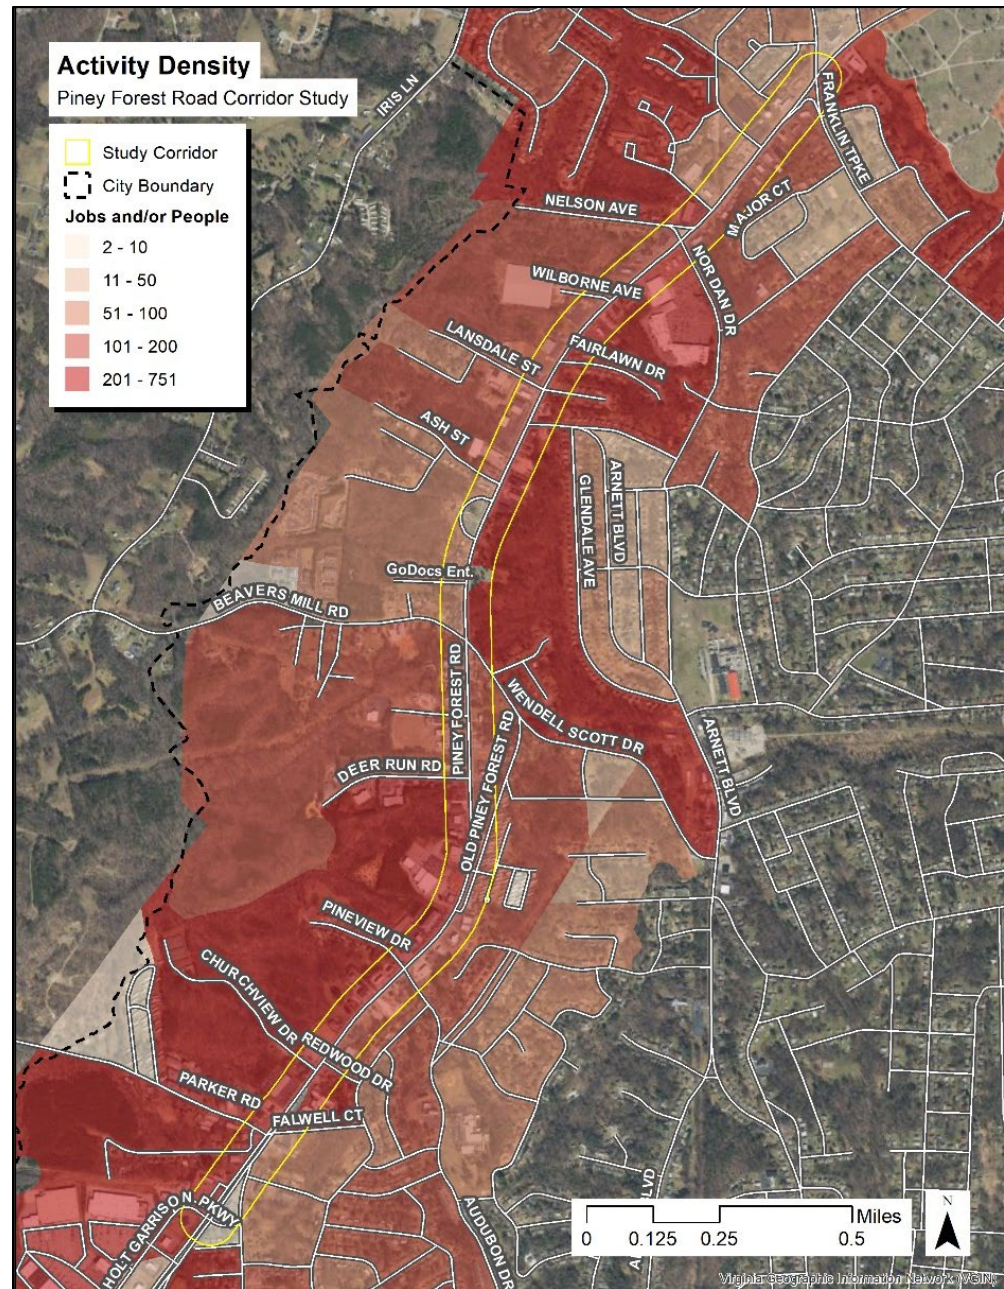 Activity Density
Piney Forest Road Corridor Study
Study Corridor
City Boundary
Jobs and/or People
2 - 10
11 - 50
51 - 100
101 - 200
201 - 751
IRIS LN
FRANKLIN TPKE
MAJOR CT
NELSON AVE
NOR DAN DR
WILBORNE AVE
LANSDALE ST
FAIRLAWN DR
ASH ST
ARNETT BLVD
GLENDALE AVE
GoDocs Ent.
BEAVERS MILL RD
PINEY FOREST RD
WENDELL SCOTT DR
OLD PINEY FOREST RD
ARNETT BLVD
DEER RUN RD
PINEVIEW DR
CHURCHVIEW DR
REDWOOD DR
PARKER RD
FALWELL CT
HOLT GARRISON PKWY
N.
AUDUBON DR
BLVD
A
N
Miles
0 0.125 0.25 0.5
Virginia Geographic Information Network (VGIN)